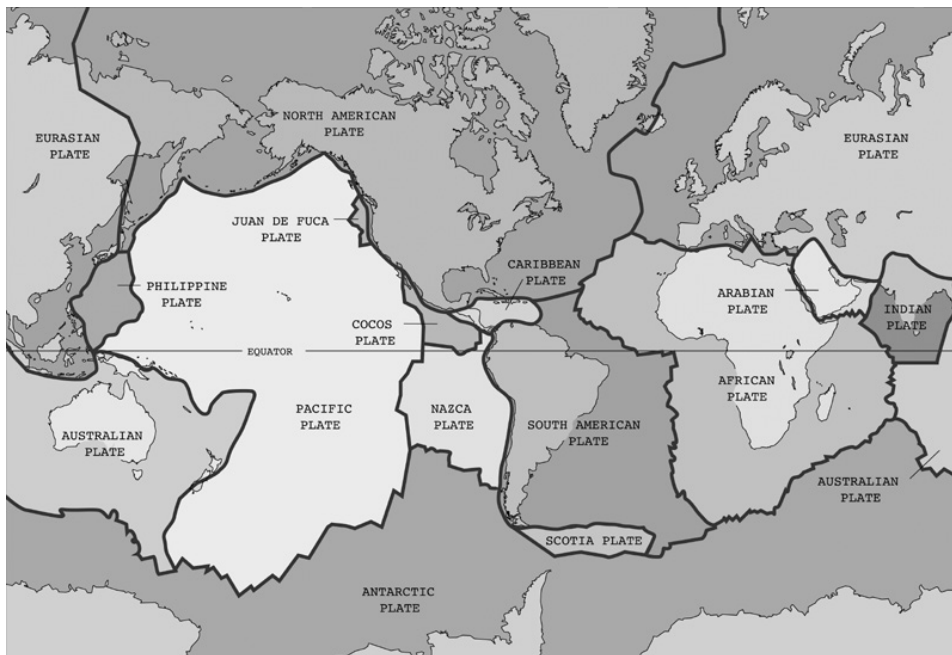 NORTH AMERICAN
PLATE
EURASIAN
PLATE
EURASIAN
PLATE
JUAN DE FUCA
PLATE
CARIBBEAN
PLATE
PHILIPPINE
PLATE
ARABIAN
PLATE
INDIAN
PLATE
COCOS
PLATE
EQUATOR
AFRICAN
PLATE
PACIFIC
PLATE
NAZCA
PLATE
SOUTH AMERICAN
PLATE
AUSTRALIAN
PLATE
AUSTRALIAN
PLATE
SCOTIA PLATE
ANTARCTIC
PLATE